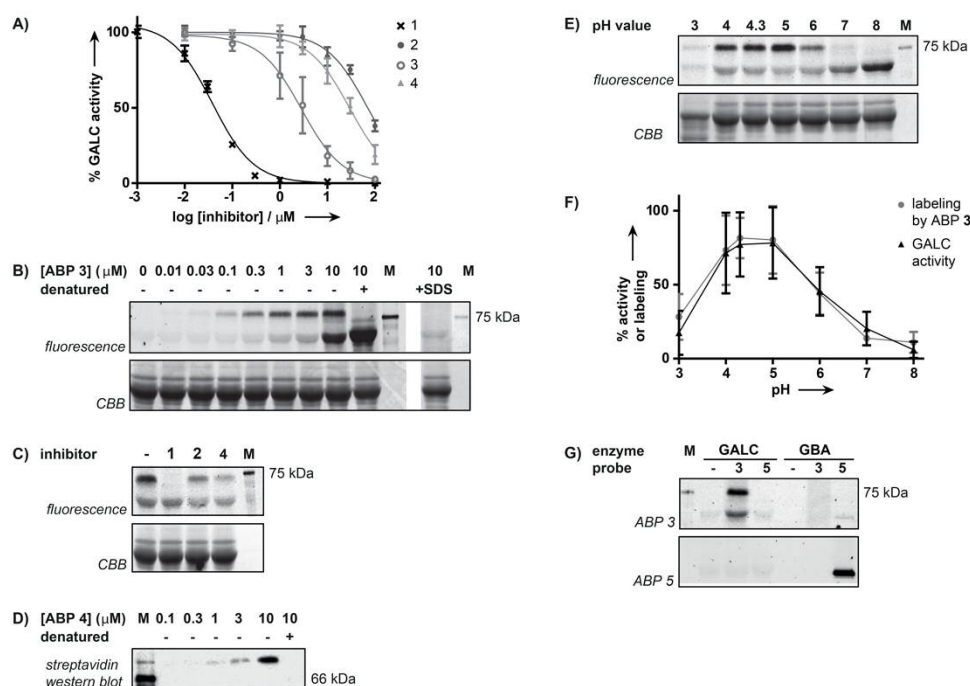 A)
% GALC activity
100
50
0
-3 -2 -1 0 1 2
log [inhibitor] / μM
1
2
3
4
B) [ABP 3] (μM) 0 0.01 0.03 0.1 0.3 1 3 10 10 M 10 M
denatured - - - - - - - - + +SDS
fluorescence
75 kDa
CBB
C) inhibitor - 1 2 4 M
75 kDa
fluorescence
CBB
D) [ABP 4] (μM) M 0.1 0.3 1 3 10 10
denatured - - - - - +
streptavidin
western blot
66 kDa
E) pH value 3 4 4.3 5 6 7 8 M
75 kDa
fluorescence
CBB
F)
% activity
or labeling
100
50
0
3 4 5 6 7 8
pH
labeling
by ABP 3
GALC
activity
G) enzyme M GALC GBA
probe - 3 5 - 3 5
75 kDa
ABP 3
ABP 5